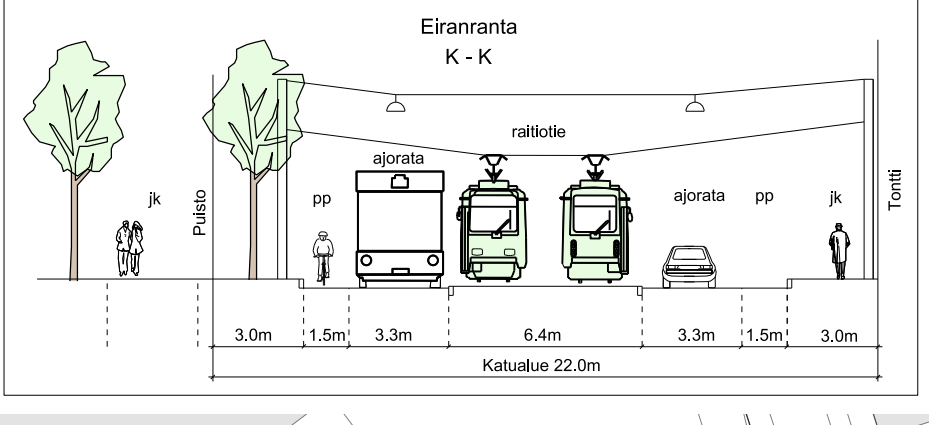 Eiranranta
K - K
raitiotie
ajorata
jk
Puisto
pp
ajorata
pp
jk
Tontti
3.0m
1.5m
3.3m
6.4m
3.3m
1.5m
3.0m
Katualue 22.0m